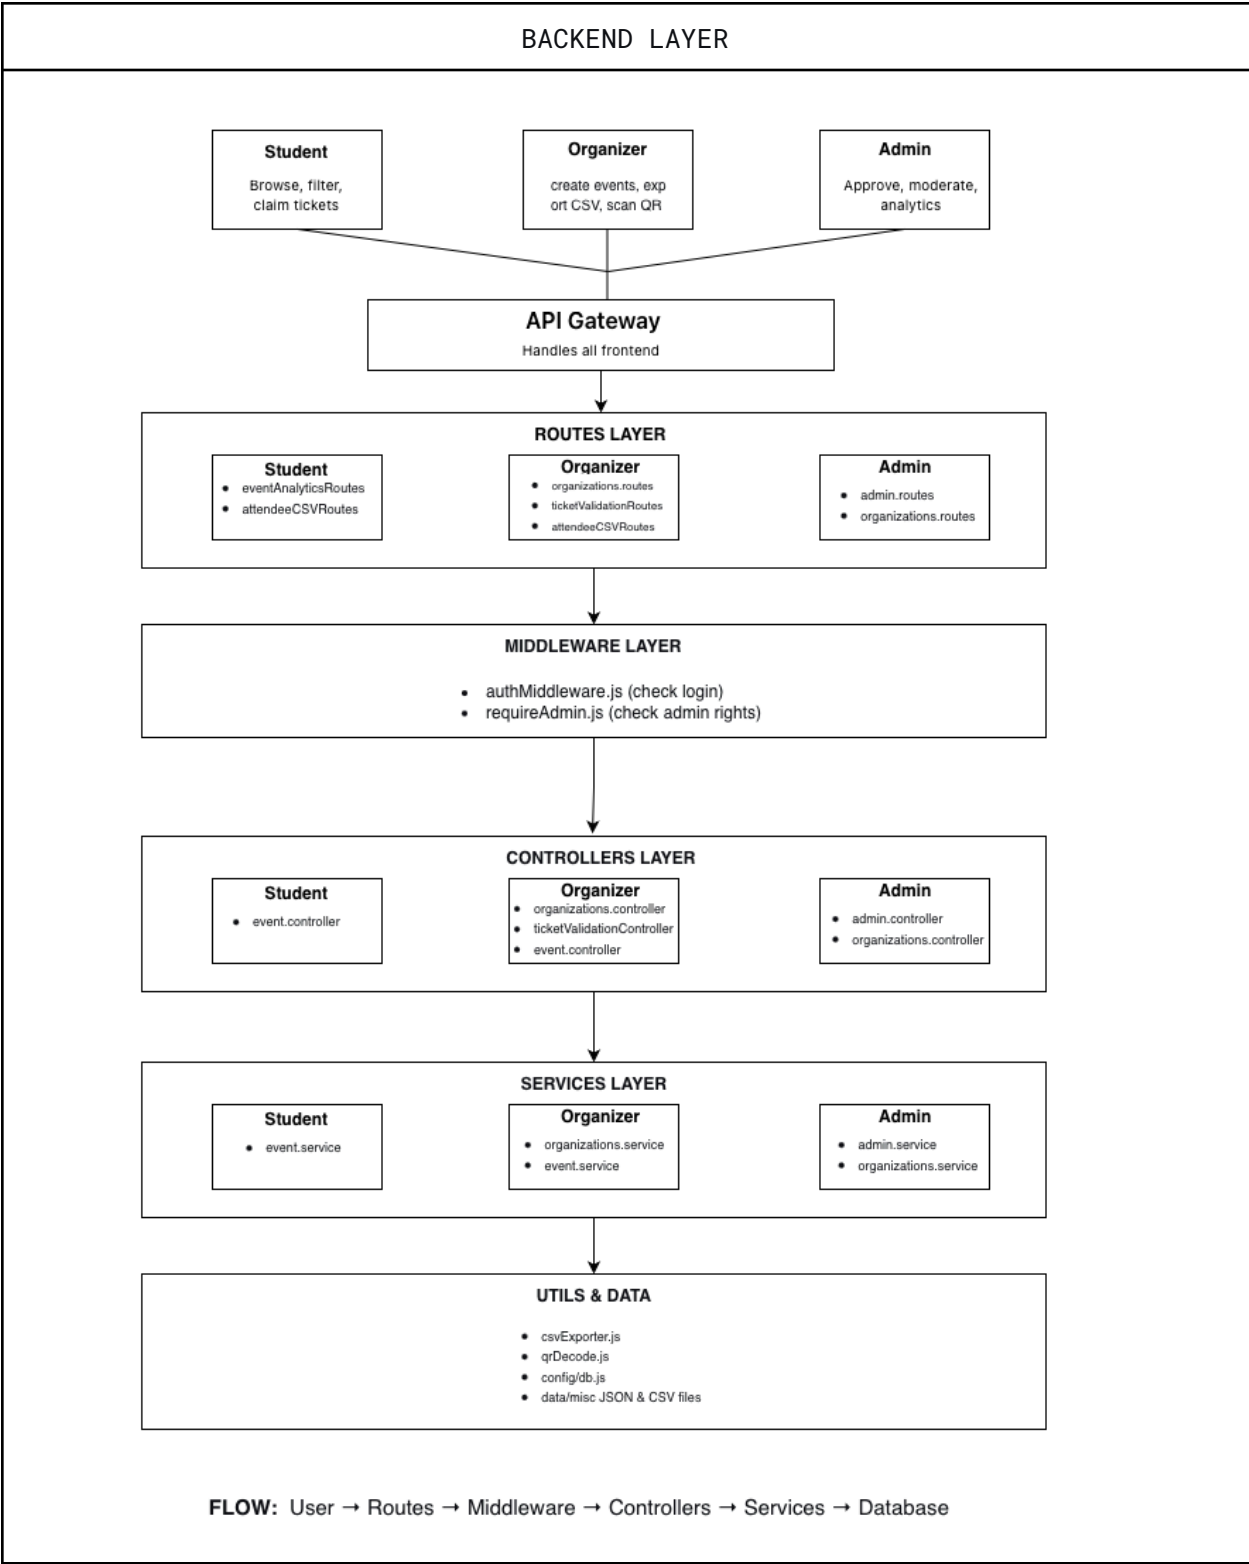 BACKEND LAYER
Student
Browse, filter,
claim tickets
Organizer
create events, exp
ort CSV, scan QR
Admin
Approve, moderate,
analytics
API Gateway
Handles all frontend
ROUTES LAYER
Student
• eventAnalyticsRoutes
• attendeeCSVRoutes
Organizer
• organizations.routes
• ticketValidationRoutes
• attendeeCSVRoutes
Admin
• admin.routes
• organizations.routes
MIDDLEWARE LAYER
• authMiddleware.js (check login)
• requireAdmin.js (check admin rights)
CONTROLLERS LAYER
Student
• event.controller
Organizer
• organizations.controller
• ticketValidationController
• event.controller
Admin
• admin.controller
• organizations.controller
SERVICES LAYER
Student
• event.service
Organizer
• organizations.service
• event.service
Admin
• admin.service
• organizations.service
UTILS & DATA
• csvExporter.js
• qrDecode.js
• config/db.js
• data/misc JSON & CSV files
FLOW: User → Routes → Middleware → Controllers → Services → Database